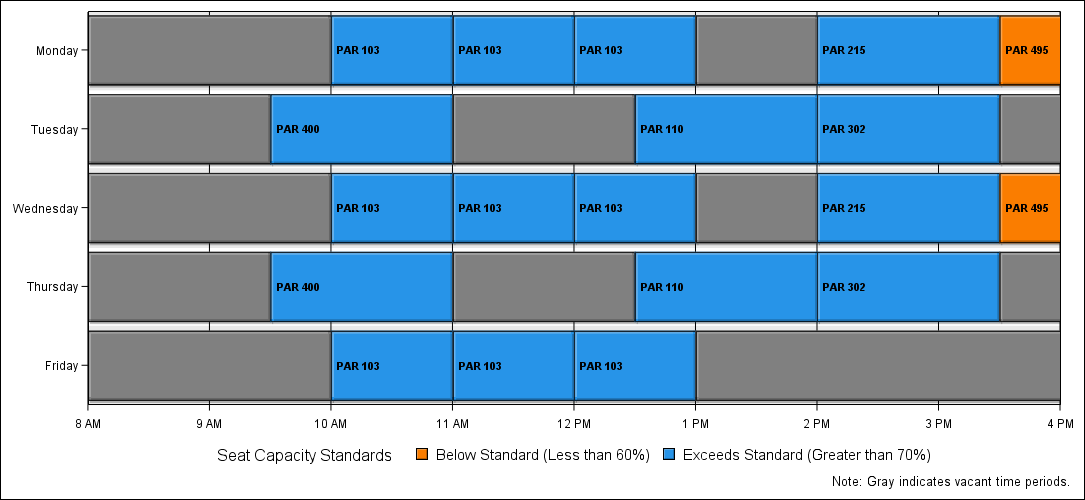 Monday PAR 103 PAR 103 PAR 103 PAR 215 PAR 495
Tuesday PAR 400 PAR 110 PAR 302
Wednesday PAR 103 PAR 103 PAR 103 PAR 215 PAR 495
Thursday PAR 400 PAR 110 PAR 302
Friday PAR 103 PAR 103 PAR 103
8 AM 9 AM 10 AM 11 AM 12 PM 1 PM 2 PM 3 PM 4 PM
Seat Capacity Standards Below Standard (Less than 60%) Exceeds Standard (Greater than 70%)
Note: Gray indicates vacant time periods.